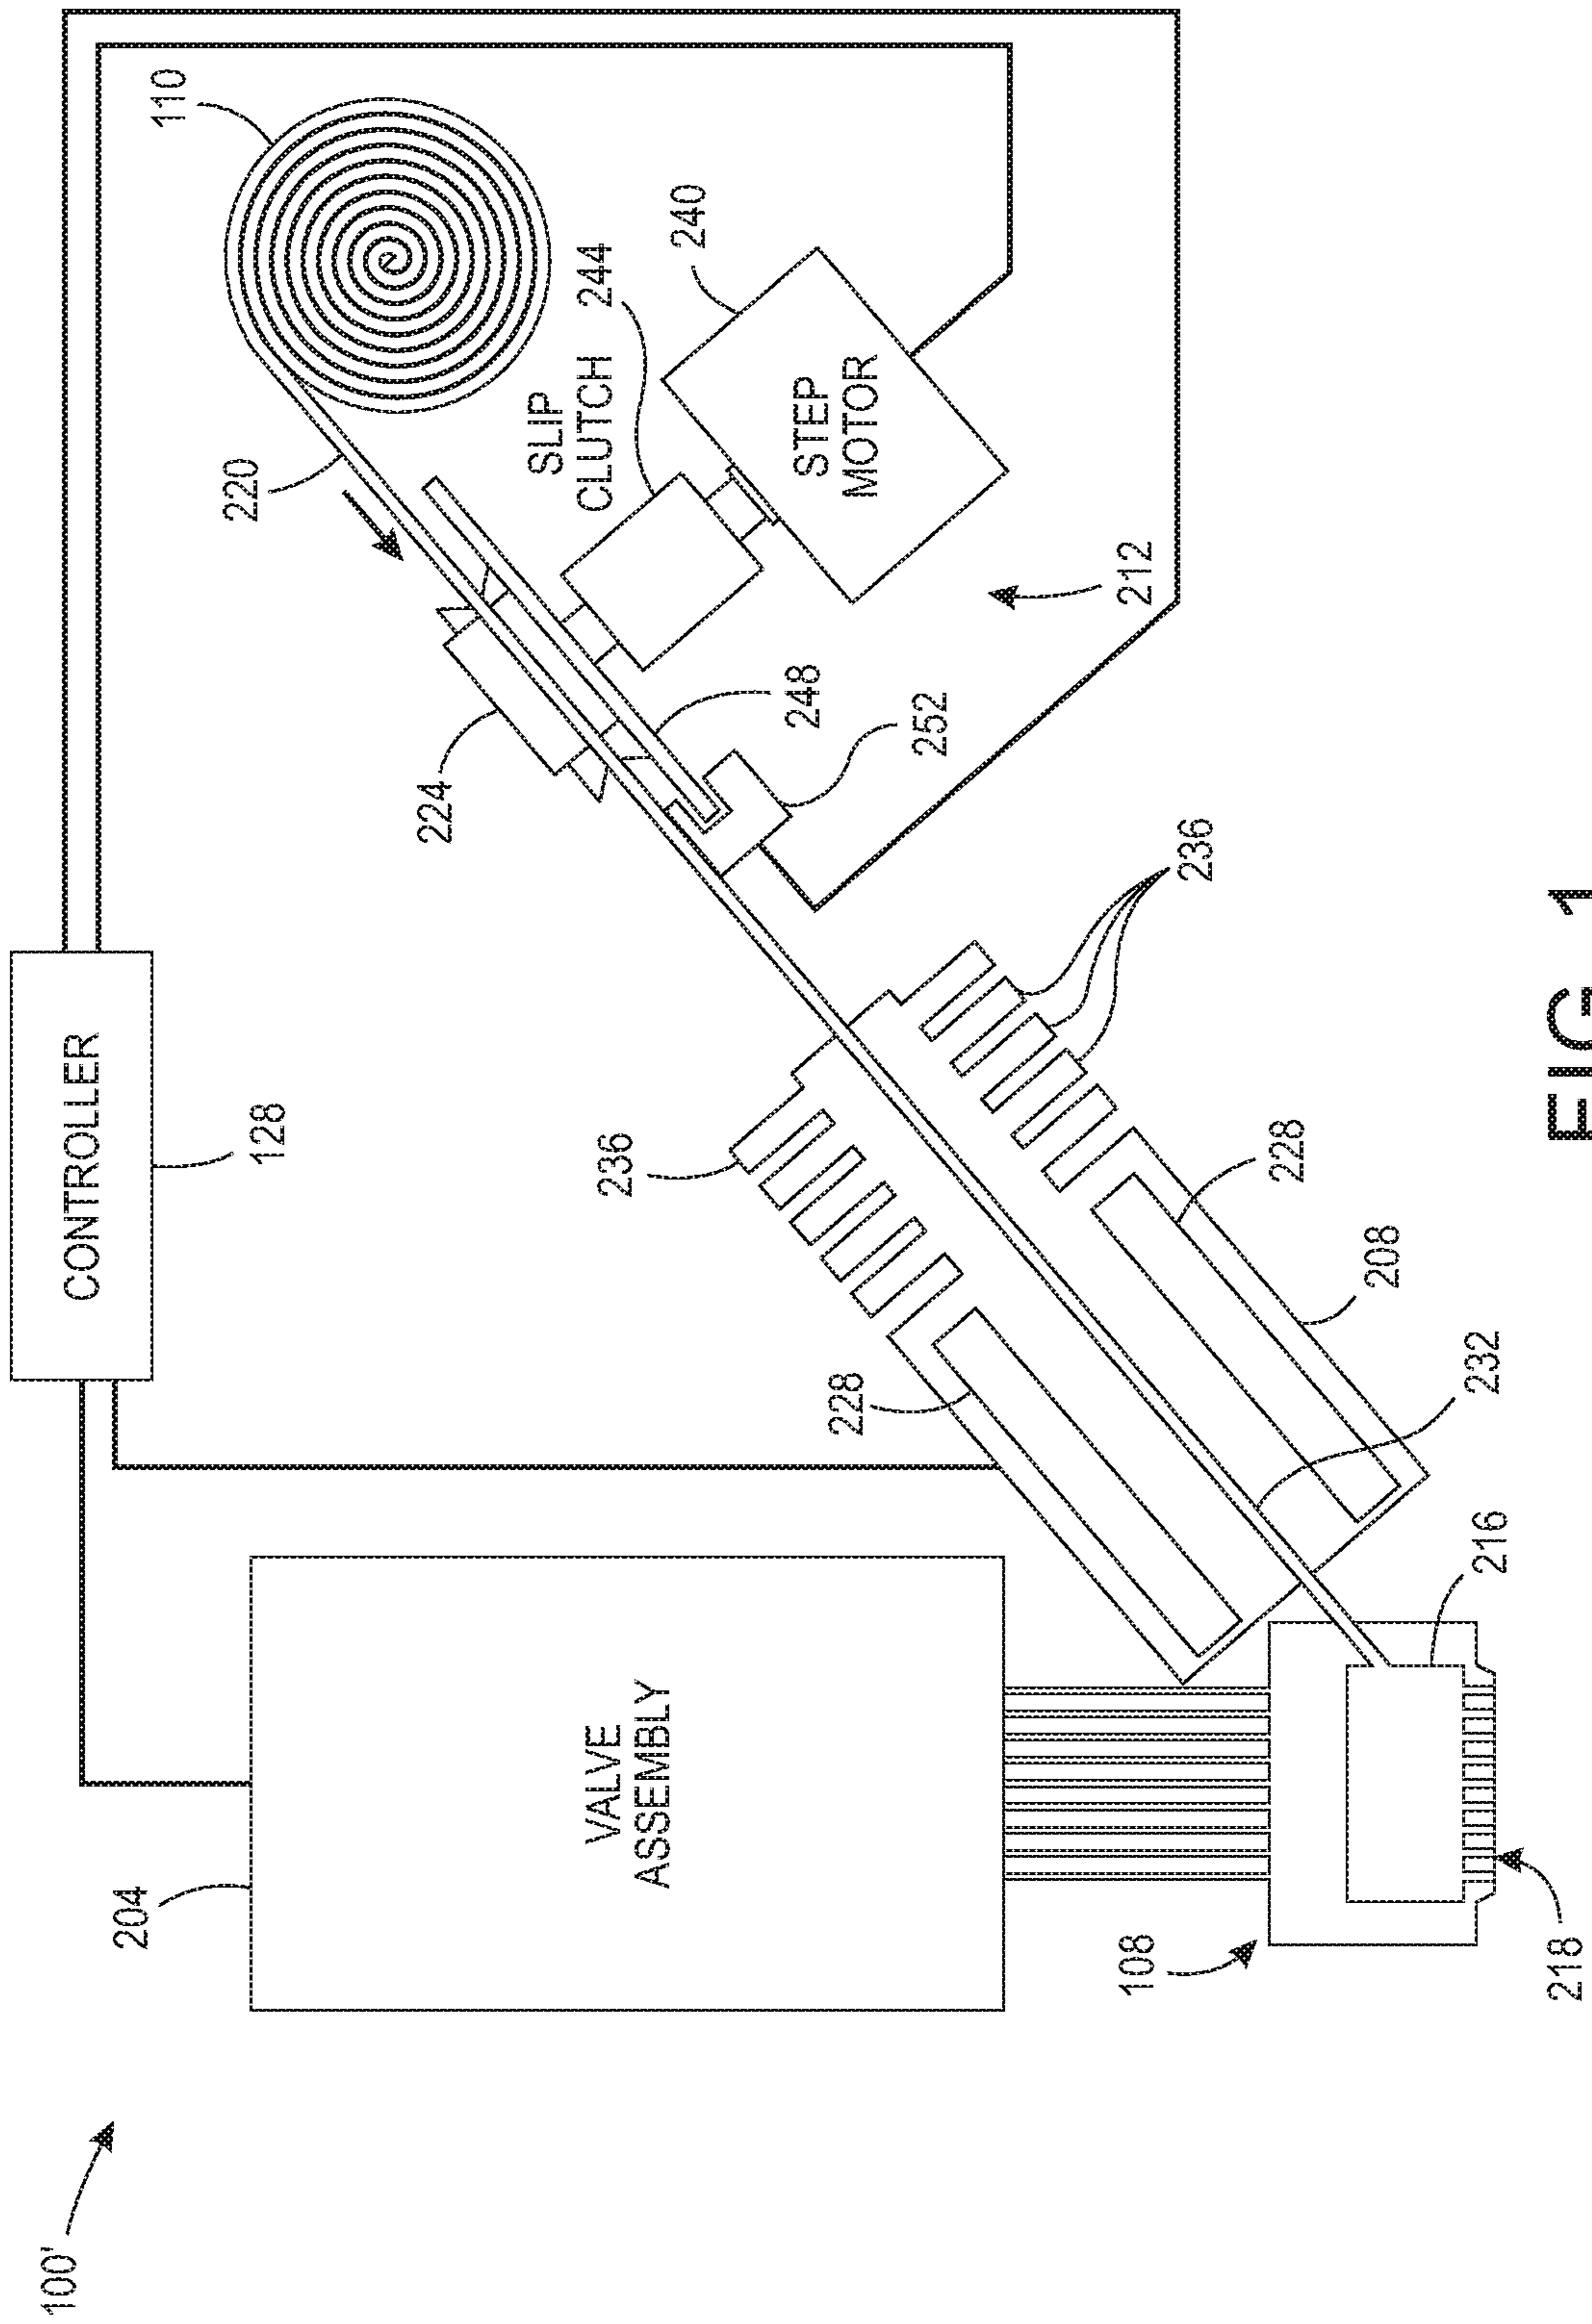 100'
CONTROLLER
204
110
220
128
224
SLIP
CLUTCH
244
VALVE
ASSEMBLY
236
240
STEP
MOTOR
248
228
252
108
212
236
228
208
232
216
218
FIG. 1